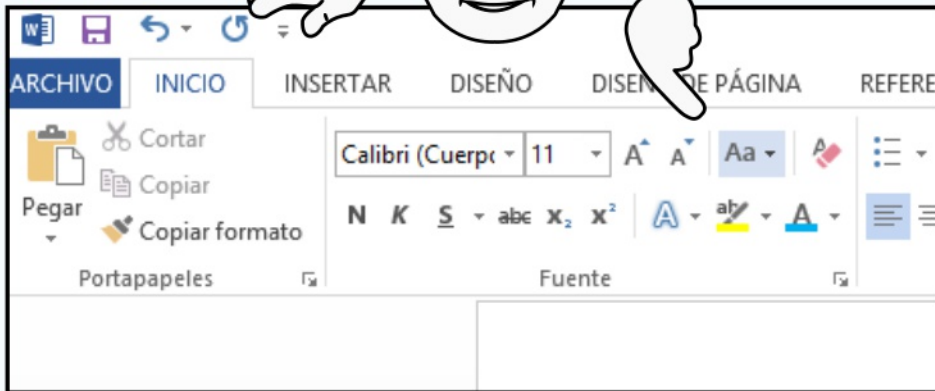 ARCHIVO INICIO INSERTAR DISEÑO DE PÁGINA REFERE
Cortar
Copiar
Pegar
Copiar formato
Calibri (Cuerpo 11 A A Aa
N K S abc X₂ X² A ab A
Portapapeles Fuente